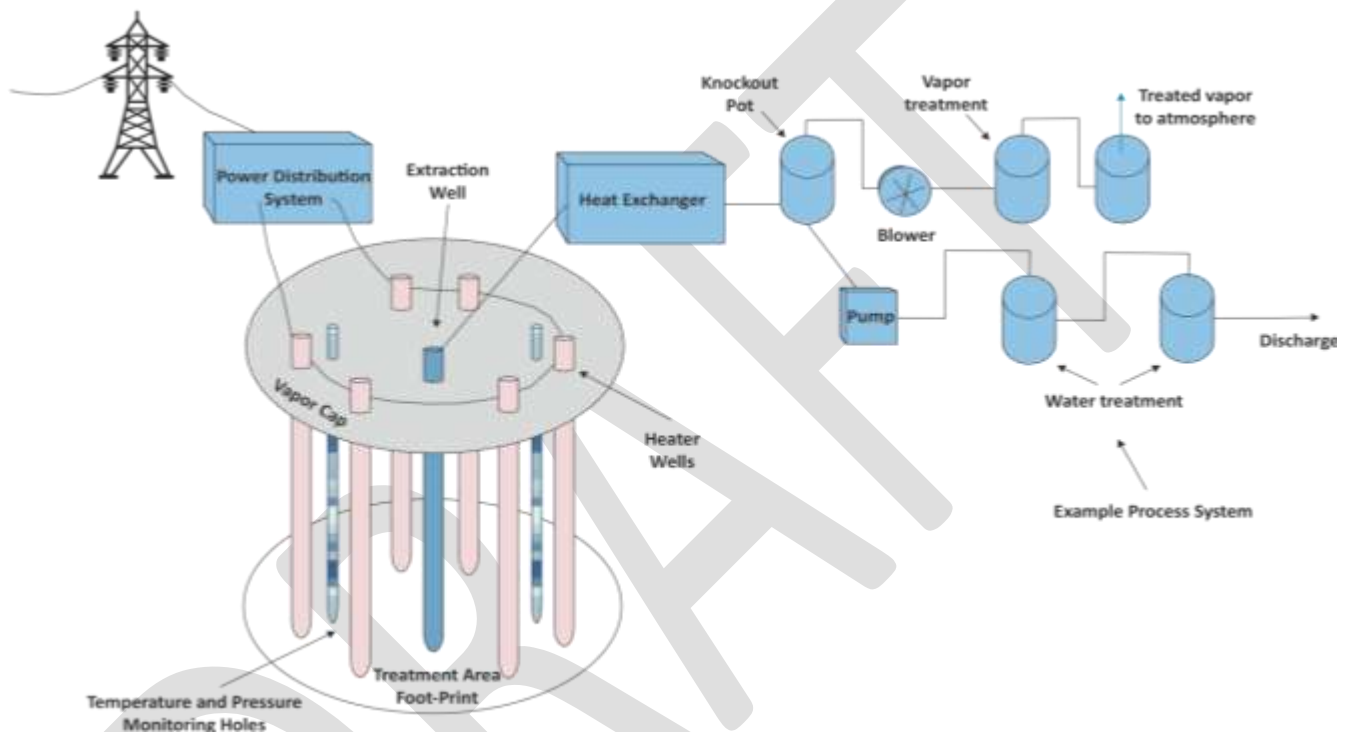 Knockout
Pot
Vapor
treatment
Treated vapor
to atmosphere
Power Distribution
System
Extraction
Well
Heat Exchanger
Blower
Pump
Discharge
Vapor Cap
Water treatment
Heater
Wells
Example Process System
Treatment Area
Foot-Print
Temperature and Pressure
Monitoring Holes
DRAFT